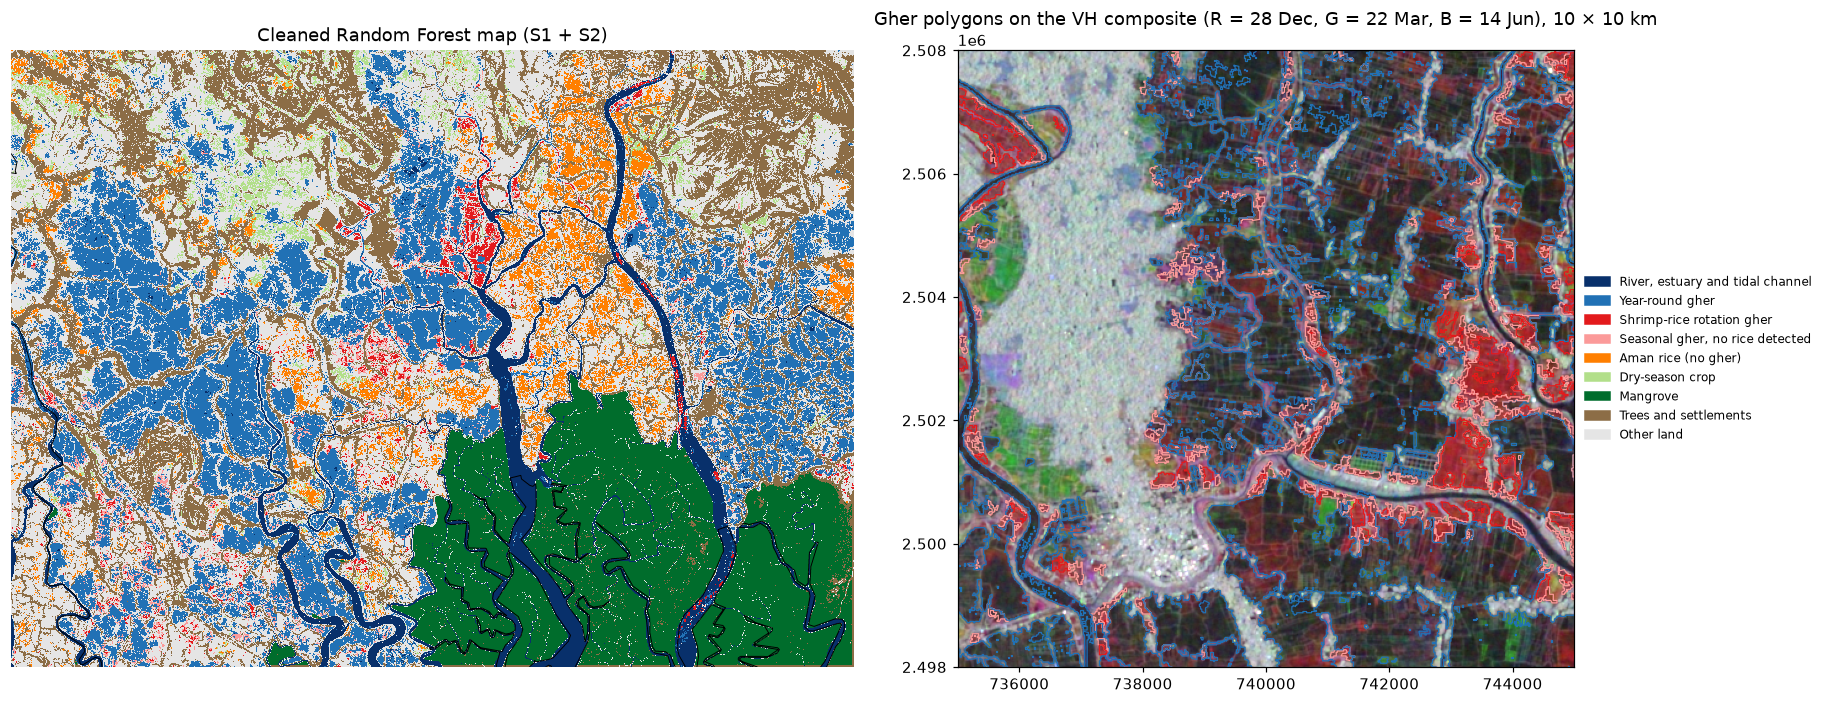 Cleaned Random Forest map (S1 + S2)
Gher polygons on the VH composite (R = 28 Dec, G = 22 Mar, B = 14 Jun), 10 × 10 km
1e6
2.508
2.506
2.504
2.502
2.500
2.498
736000
738000
740000
742000
744000
River, estuary and tidal channel
Year-round gher
Shrimp-rice rotation gher
Seasonal gher, no rice detected
Aman rice (no gher)
Dry-season crop
Mangrove
Trees and settlements
Other land